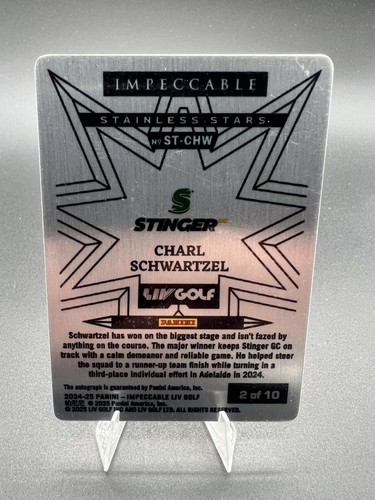 IMPECCABLE
STAINLESS STARS
Nº ST-CHW
S
STINGER GC
CHARL
SCHWARTZEL
LIV GOLF
PANINI
Schwartzel has won on the biggest stage and isn't fazed by
anything on the course. The major winner keeps Stinger GC on
track with a calm demeanor and reliable game. He helped steer
the squad to a runner-up team finish while turning in a
third-place individual effort in Adelaide in 2024.
The autograph is guaranteed by Panini America, Inc.
2024-25 PANINI – IMPECCABLE LIV GOLF
© 2025 Panini America, Inc.
© 2025 LIV GOLF INC AND LIV GOLF LTD. ALL RIGHTS RESERVED.
2 of 10